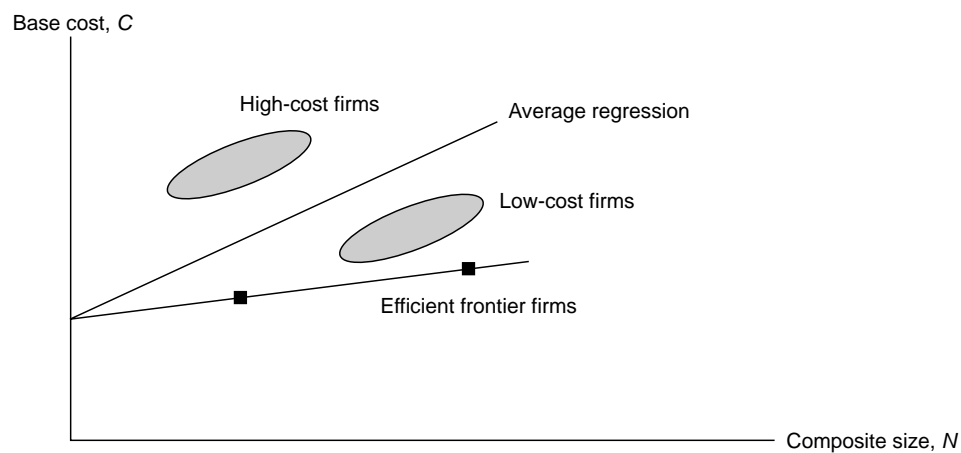 Base cost, C
High-cost firms
Average regression
Low-cost firms
Efficient frontier firms
Composite size, N